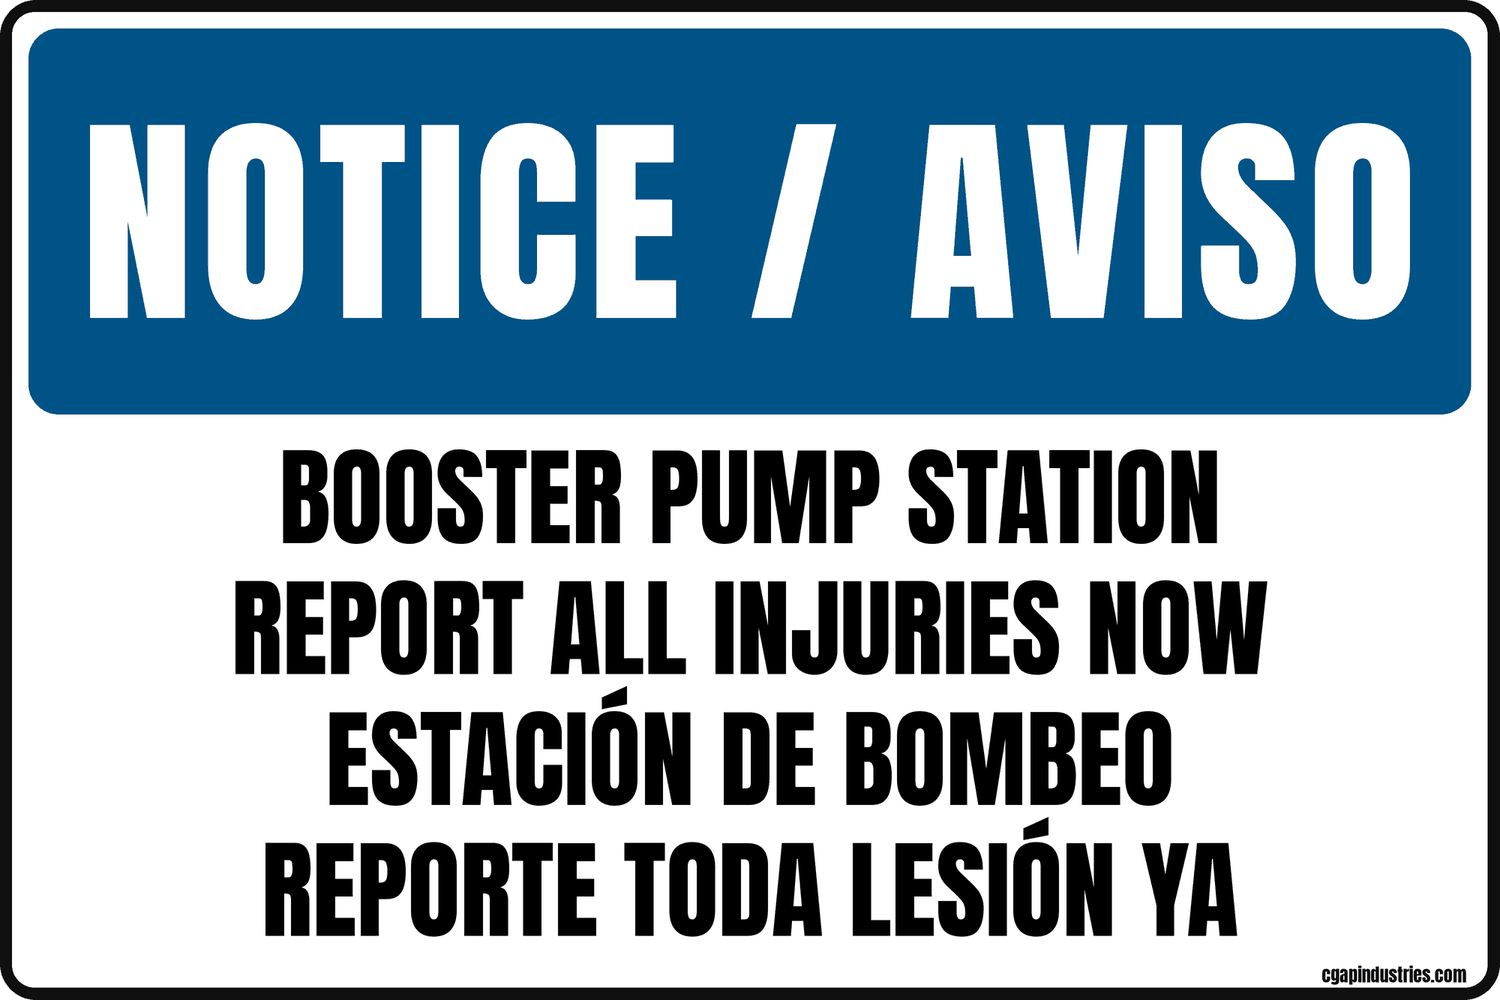 NOTICE / AVISO
BOOSTER PUMP STATION
REPORT ALL INJURIES NOW
ESTACIÓN DE BOMBEO
REPORTE TODA LESIÓN YA
cgapindustries.com